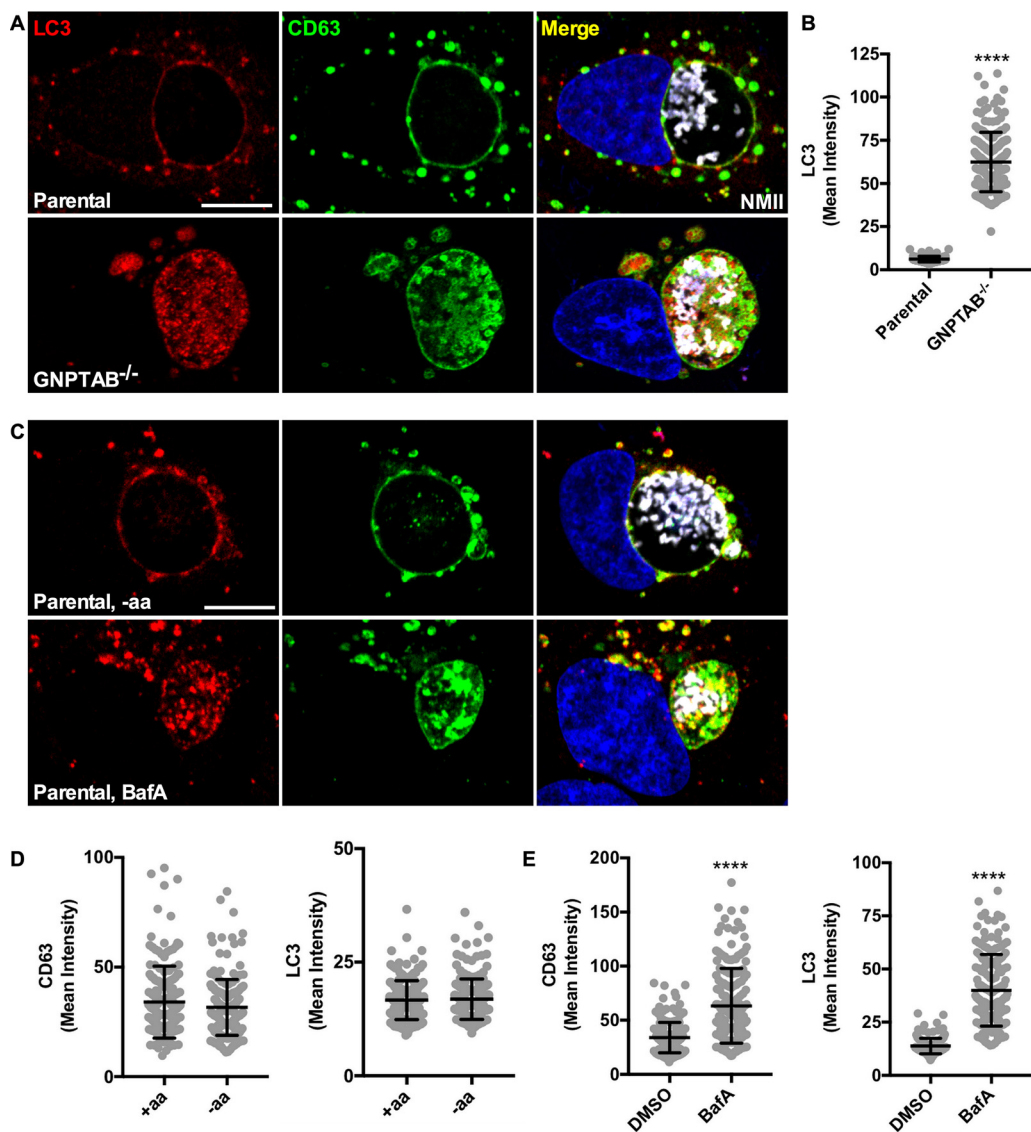 A
LC3
CD63
Merge
Parental
NMII
GNPTAB-/-
B
****
LC3
(Mean Intensity)
125
100
75
50
25
0
Parental
GNPTAB-/-
C
Parental, -aa
Parental, BafA
D
CD63
(Mean Intensity)
100
50
0
+aa
-aa
LC3
(Mean Intensity)
50
25
0
+aa
-aa
E
****
CD63
(Mean Intensity)
200
150
100
50
0
DMSO
BafA
****
LC3
(Mean Intensity)
100
75
50
25
0
DMSO
BafA